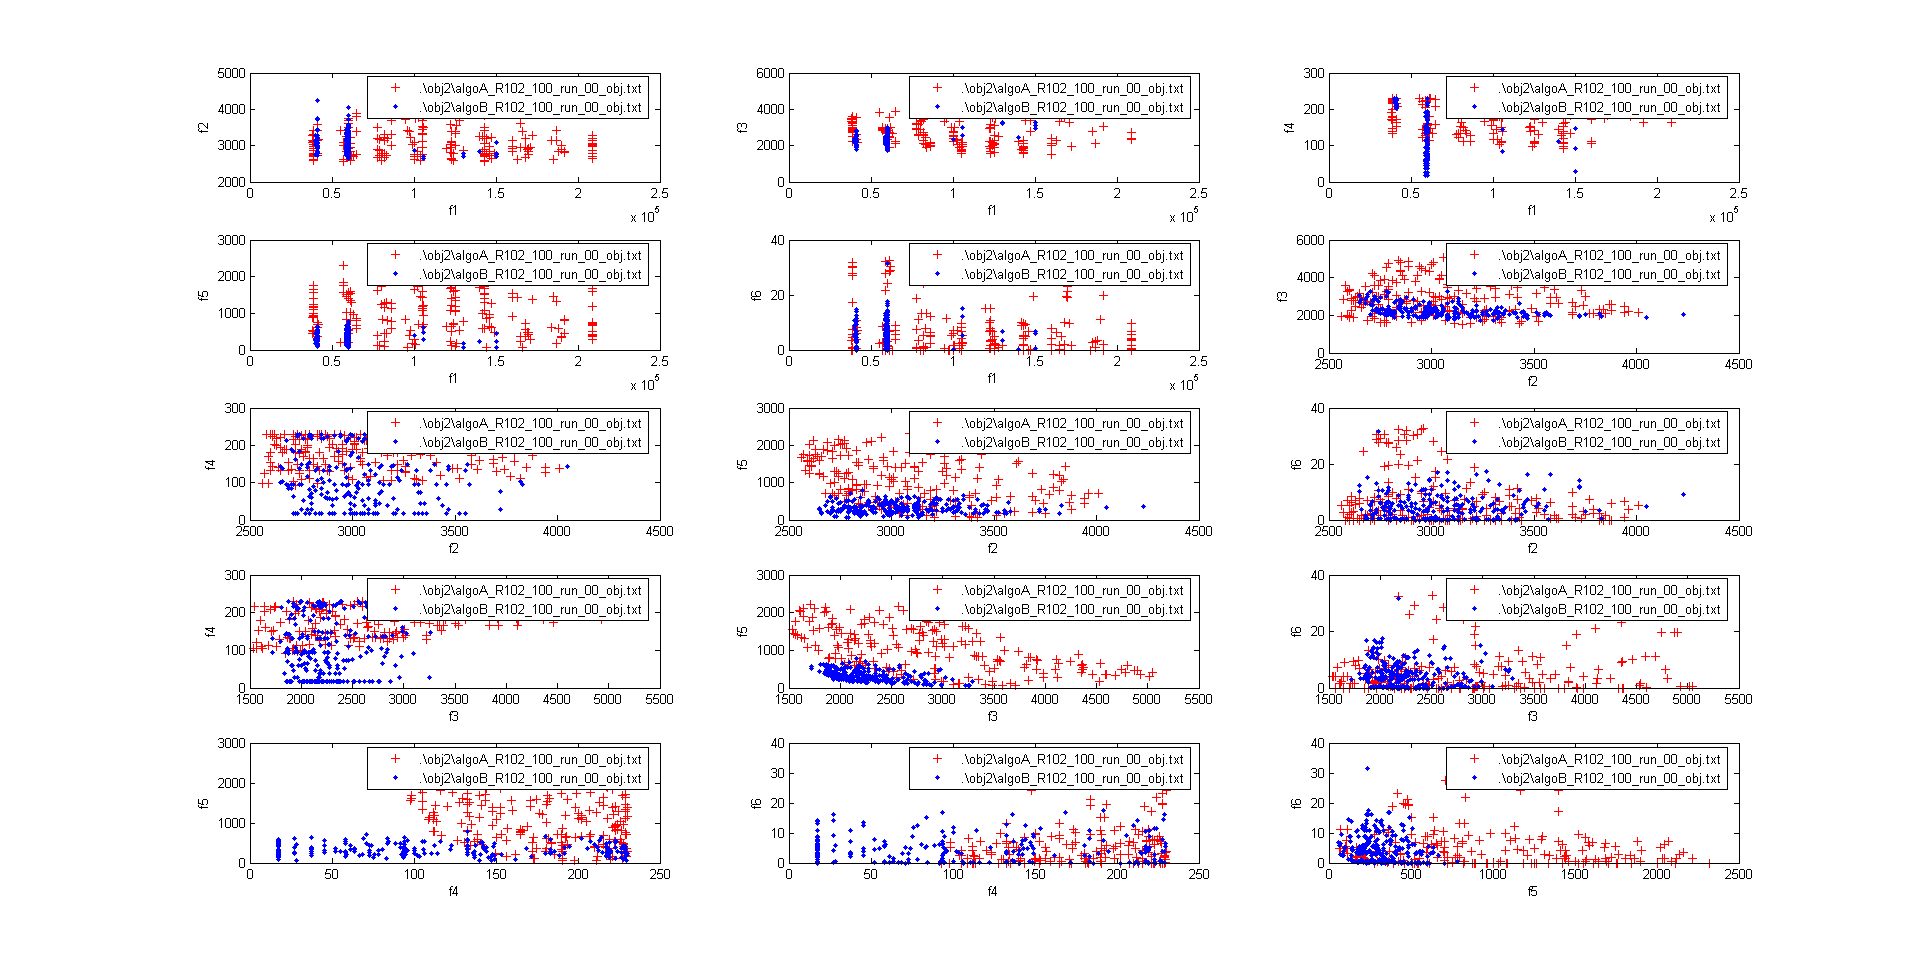 5000
.\obj2\algoA_R102_100_run_00_obj.txt
.\obj2\algoB_R102_100_run_00_obj.txt
4000
f2
3000
2000
0 0.5 1 1.5 2 2.5
f1
x 10^5
6000
.\obj2\algoA_R102_100_run_00_obj.txt
.\obj2\algoB_R102_100_run_00_obj.txt
4000
f3
2000
0
0 0.5 1 1.5 2 2.5
f1
x 10^5
300
.\obj2\algoA_R102_100_run_00_obj.txt
.\obj2\algoB_R102_100_run_00_obj.txt
200
f4
100
0
0 0.5 1 1.5 2 2.5
f1
x 10^5
3000
.\obj2\algoA_R102_100_run_00_obj.txt
.\obj2\algoB_R102_100_run_00_obj.txt
2000
f5
1000
0
0 0.5 1 1.5 2 2.5
f1
x 10^5
40
.\obj2\algoA_R102_100_run_00_obj.txt
.\obj2\algoB_R102_100_run_00_obj.txt
f6
20
0
0 0.5 1 1.5 2 2.5
f1
x 10^5
6000
.\obj2\algoA_R102_100_run_00_obj.txt
.\obj2\algoB_R102_100_run_00_obj.txt
4000
f3
2000
0
2500 3000 3500 4000 4500
f2
300
.\obj2\algoA_R102_100_run_00_obj.txt
.\obj2\algoB_R102_100_run_00_obj.txt
200
f4
100
0
2500 3000 3500 4000 4500
f2
3000
.\obj2\algoA_R102_100_run_00_obj.txt
.\obj2\algoB_R102_100_run_00_obj.txt
2000
f5
1000
0
2500 3000 3500 4000 4500
f2
40
.\obj2\algoA_R102_100_run_00_obj.txt
.\obj2\algoB_R102_100_run_00_obj.txt
f6
20
0
2500 3000 3500 4000 4500
f2
300
.\obj2\algoA_R102_100_run_00_obj.txt
.\obj2\algoB_R102_100_run_00_obj.txt
200
f4
100
0
1500 2000 2500 3000 3500 4000 4500 5000 5500
f3
3000
.\obj2\algoA_R102_100_run_00_obj.txt
.\obj2\algoB_R102_100_run_00_obj.txt
2000
f5
1000
0
1500 2000 2500 3000 3500 4000 4500 5000 5500
f3
40
.\obj2\algoA_R102_100_run_00_obj.txt
.\obj2\algoB_R102_100_run_00_obj.txt
f6
20
0
1500 2000 2500 3000 3500 4000 4500 5000 5500
f3
3000
.\obj2\algoA_R102_100_run_00_obj.txt
.\obj2\algoB_R102_100_run_00_obj.txt
2000
f5
1000
0
0 50 100 150 200 250
f4
40
.\obj2\algoA_R102_100_run_00_obj.txt
.\obj2\algoB_R102_100_run_00_obj.txt
30
20
f6
10
0
0 50 100 150 200 250
f4
40
.\obj2\algoA_R102_100_run_00_obj.txt
.\obj2\algoB_R102_100_run_00_obj.txt
30
20
f6
10
0
0 500 1000 1500 2000 2500
f5